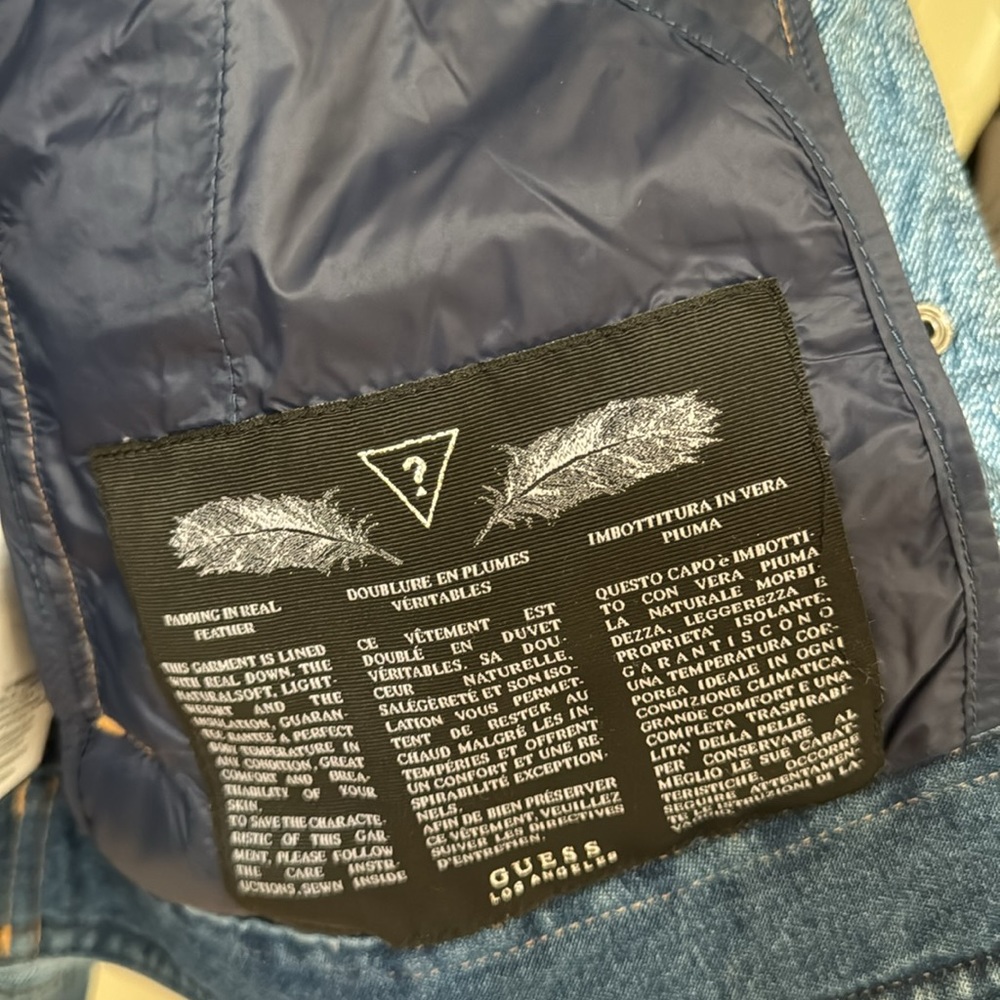 ?
PADDING IN REAL
FEATHER
THIS GARMENT IS LINED
WITH REAL DOWN. THE
NATURAL SOFT, LIGHT-
WEIGHT AND THE
INSULATION, GUARAN-
A PERFECT
BODY TEMPERATURE IN
ANY CONDITION, GREAT
COMFORT AND BREA-
THABILITY OF YOUR
SKIN.
TO SAVE THE CHARACTE-
RISTIC OF THIS GAR-
MENT, PLEASE FOLLOW
THE CARE INSTR-
UCTIONS, SEWN INSIDE
DOUBLURE EN PLUMES
VÉRITABLES
CE VÊTEMENT EST
DOUBLÉ EN DUVET
VÉRITABLES. SA DOU-
CEUR NATURELLE,
SALÉGERETÉ ET SON ISO-
LATION VOUS PERMET-
TENT DE RESTER AU
CHAUD MALGRÉ LES IN-
TEMPÉRIES ET OFFRENT
UN CONFORT ET UNE RE-
SPIRABILITÉ EXCEPTION-
NELS.
AFIN DE BIEN PRÉSERVER
CE VÊTEMENT, VEUILLEZ
SUIVER LES DIRECTIVES
D'ENTRETIEN.
IMBOTTITURA IN VERA
PIUMA
QUESTO CAPO è IMBOTTI-
TO CON VERA PIUMA
LA NATURALE MORBI-
DEZZA, LEGGEREZZA E
PROPRIETA' ISOLANTE,
GARANTISCONO
UNA TEMPERATURA COR-
POREA IDEALE IN OGNI
CONDIZIONE CLIMATICA,
GRANDE COMFORT E UNA
COMPLETA TRASPIRABI-
LITA' DELLA PELLE.
PER CONSERVARE AL
MEGLIO LE SUE CARAT-
TERISTICHE, OCCORRE
SEGUIRE ATTENTAMENTE
DI LA-
GUESS
LOS ANGELES